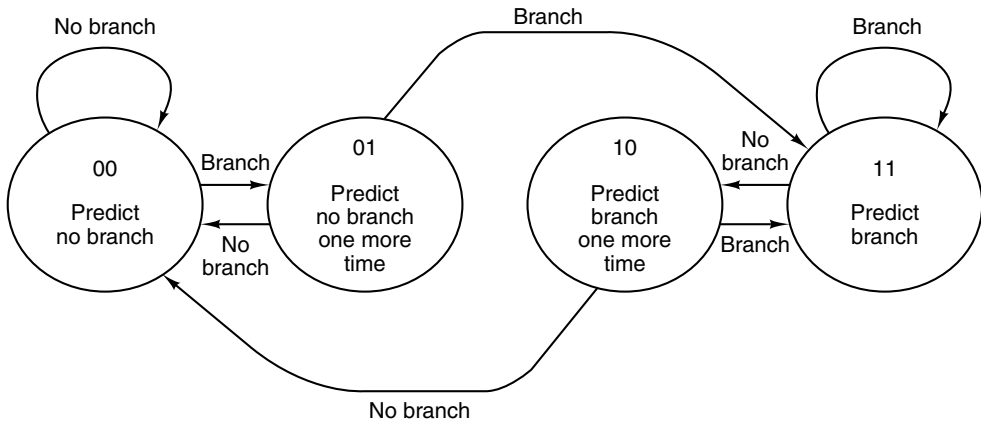 No branch
Branch
Branch
00
Predict
no branch
Branch
No
branch
01
Predict
no branch
one more
time
10
Predict
branch
one more
time
No
branch
Branch
11
Predict
branch
No branch